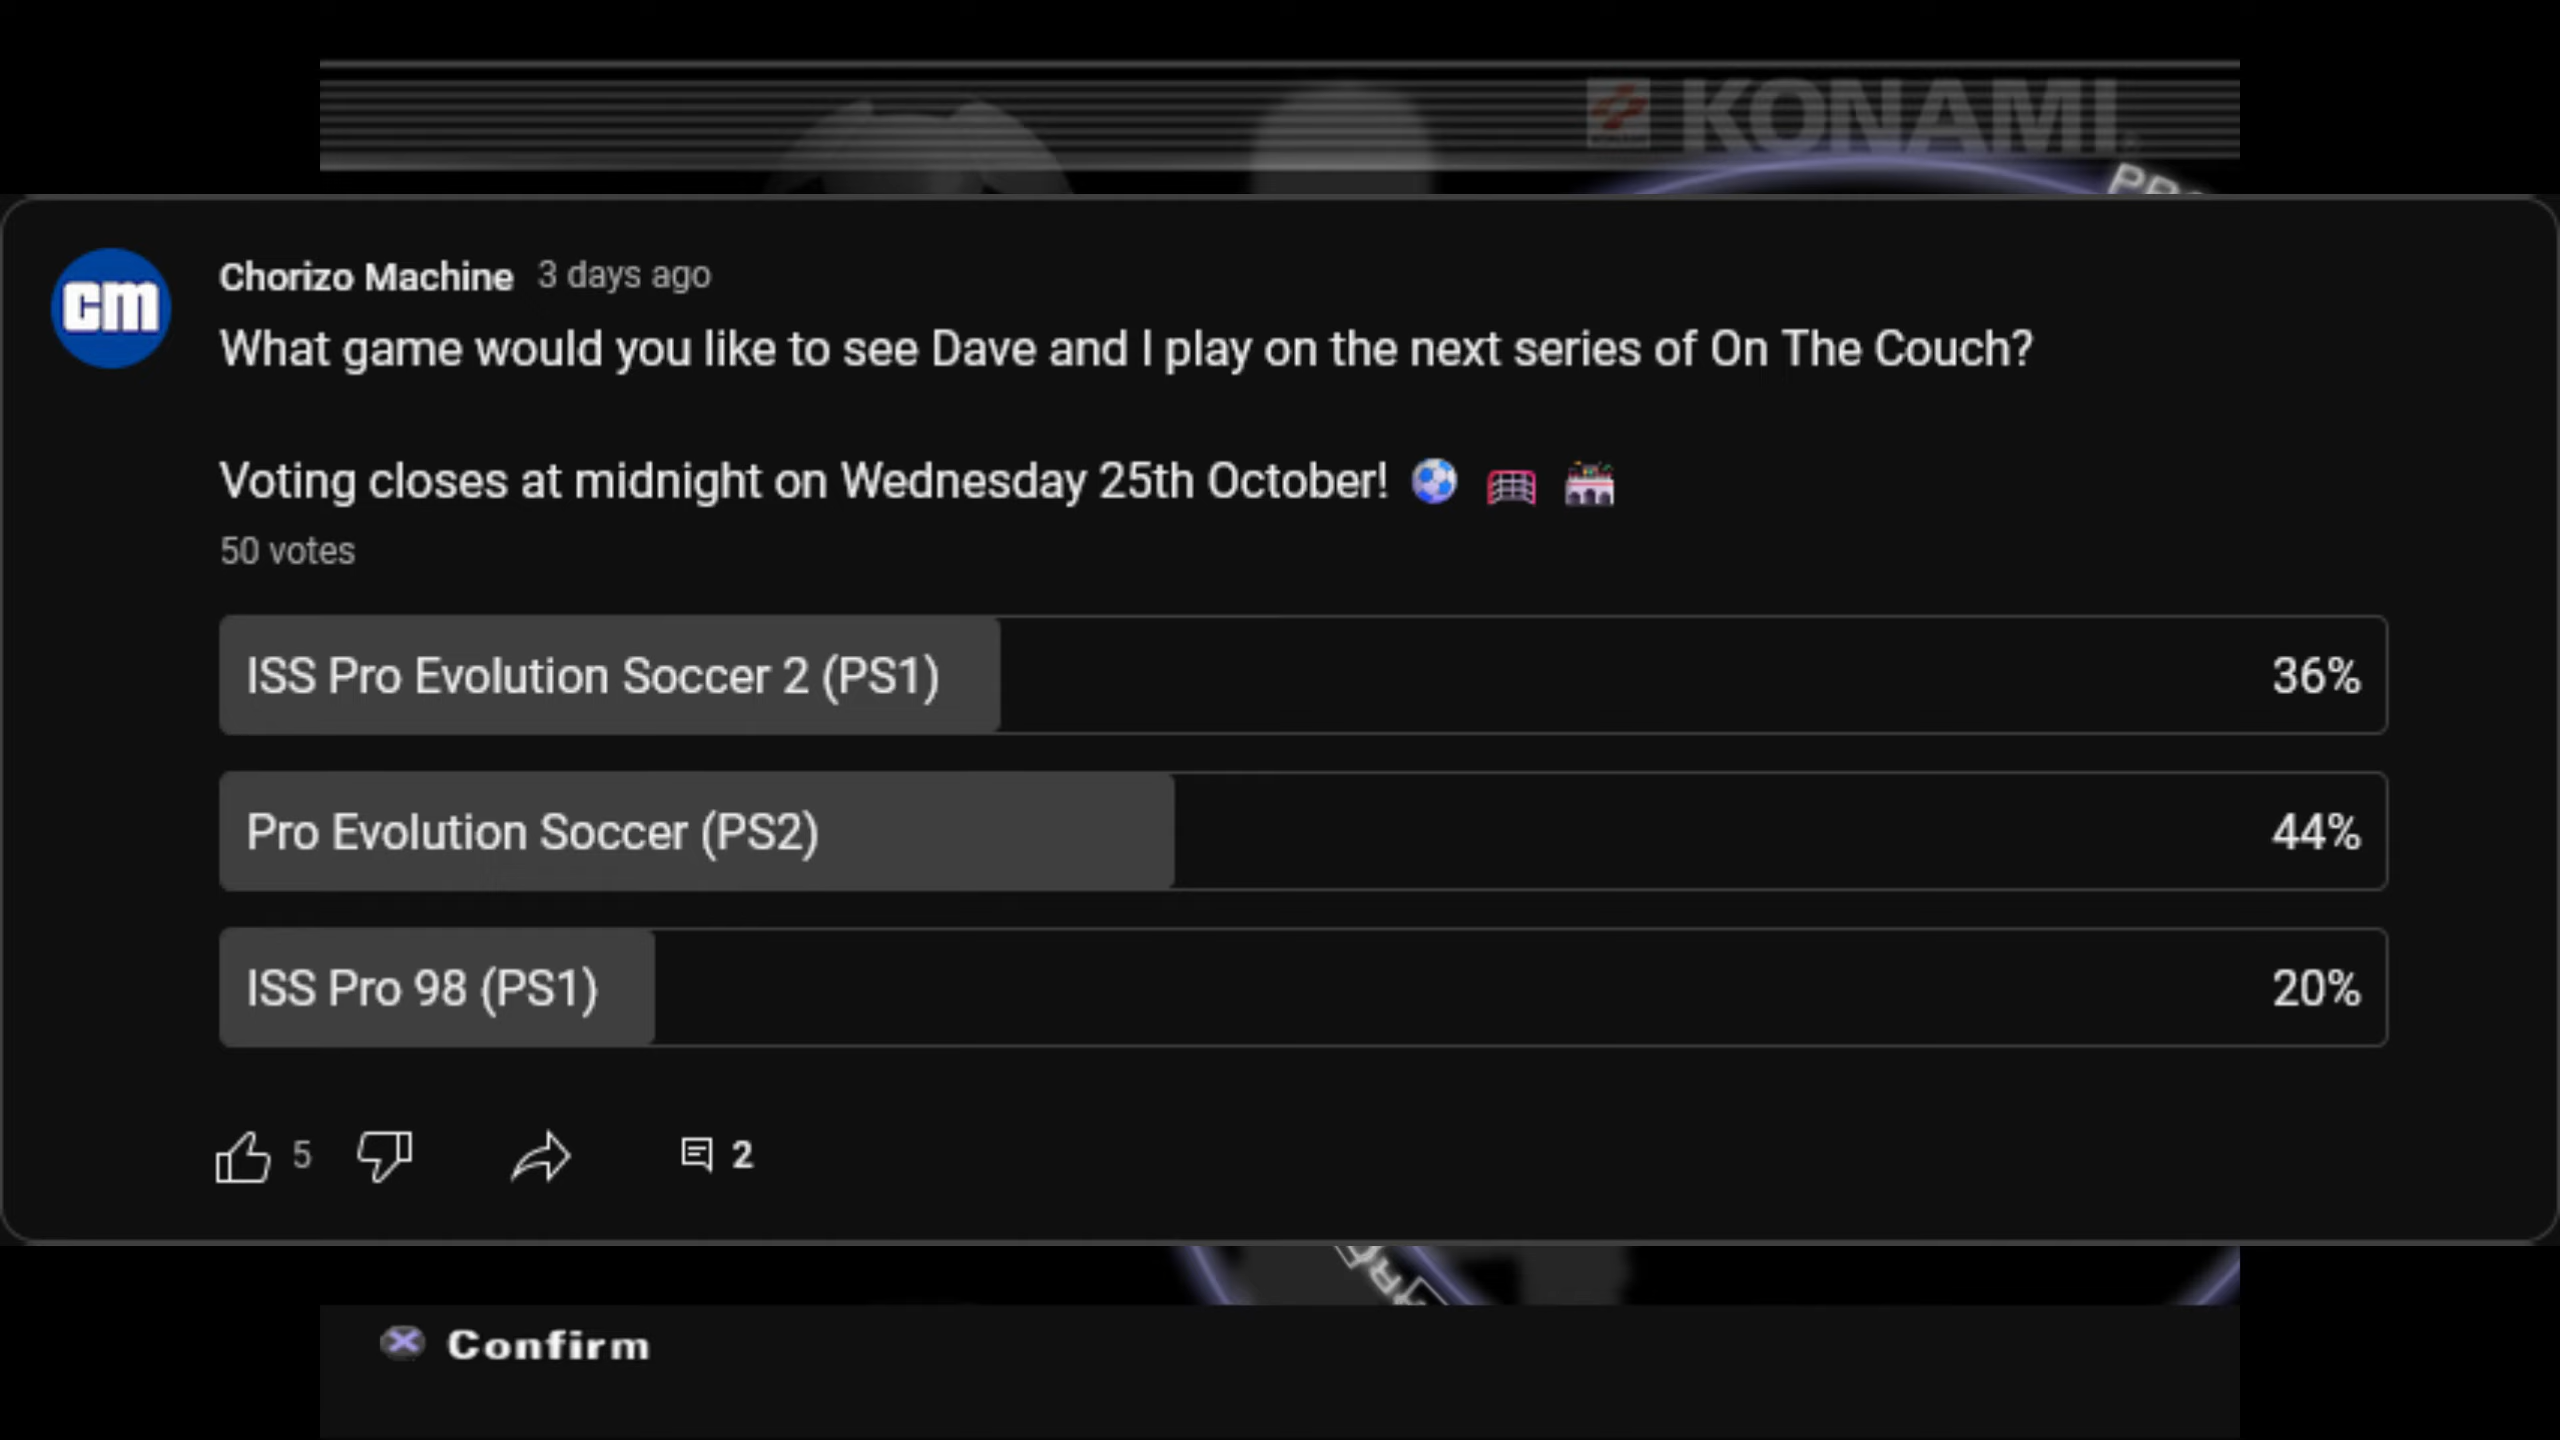 KONAMI
PRO
cm
Chorizo Machine 3 days ago
What game would you like to see Dave and I play on the next series of On The Couch?
Voting closes at midnight on Wednesday 25th October! ⚽ 🥅 🏟
50 votes
ISS Pro Evolution Soccer 2 (PS1) 36%
Pro Evolution Soccer (PS2) 44%
ISS Pro 98 (PS1) 20%
5 2
Confirm